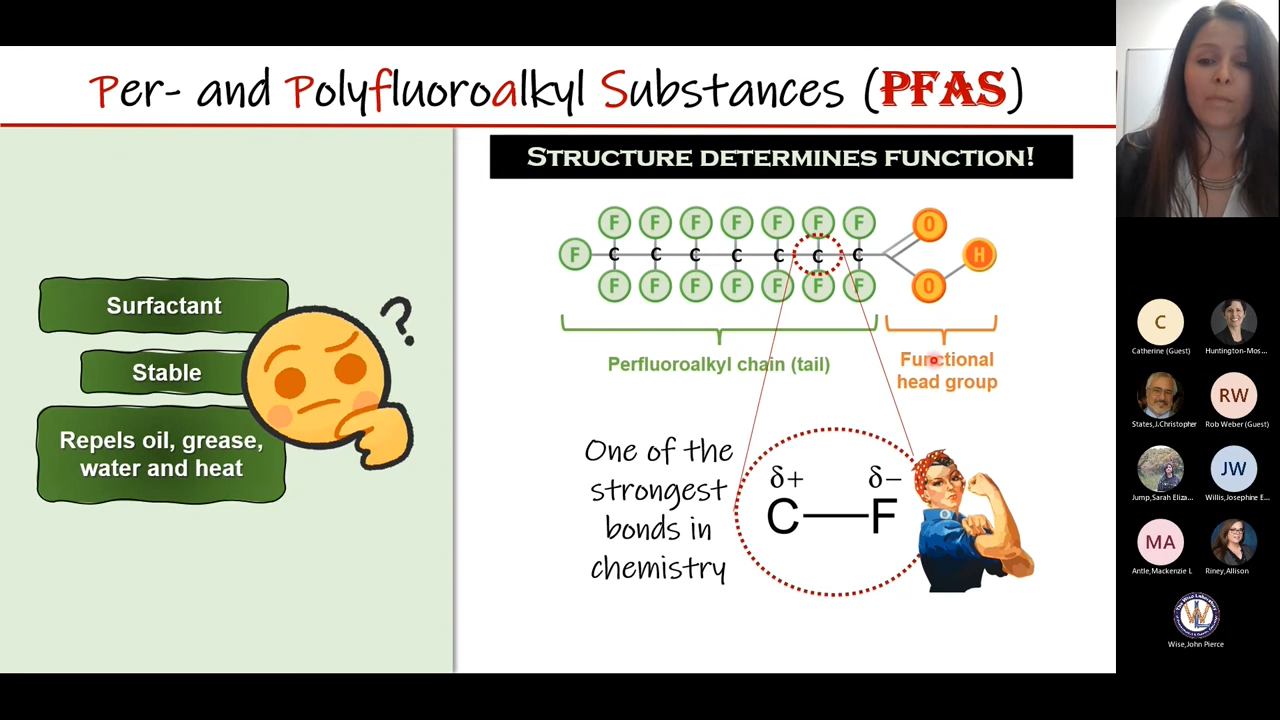 Per- and Polyfluoroalkyl Substances (PFAS)
STRUCTURE DETERMINES FUNCTION!
Surfactant
Stable
Repels oil, grease,
water and heat
?
F F F F F F F O
F C C C C C C C H
F F F F F F F O
Perfluoroalkyl chain (tail)
Functional
head group
One of the
strongest
bonds in
chemistry
δ+ δ−
C F
C
Catherine (Guest)
Huntington-Mos...
States,J.Christopher
RW
Rob Weber (Guest)
Jump,Sarah Eliza...
JW
Willis,Josephine E...
MA
Antle,Mackenzie L
Riney,Allison
Wise,John Pierce